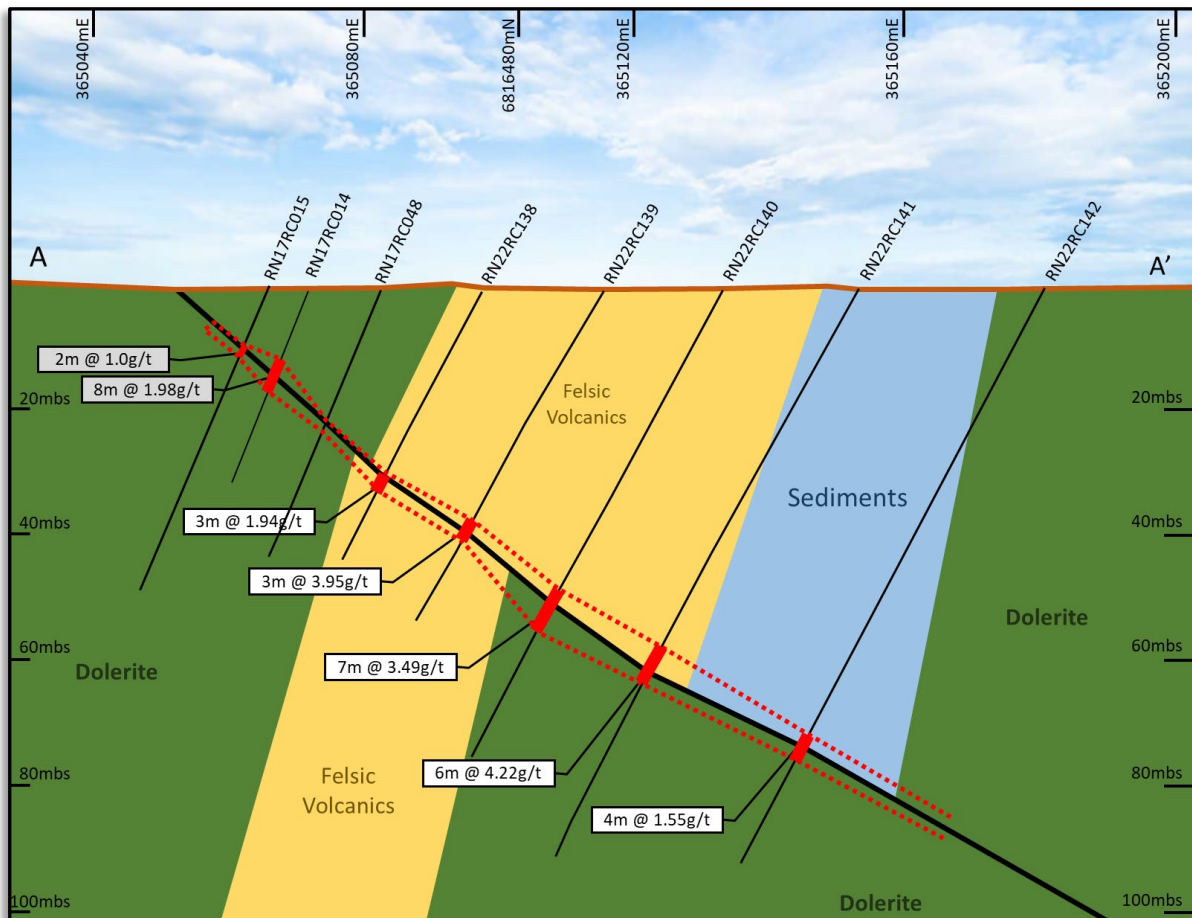 365040mE
365080mE
6816480mN
365120mE
365160mE
365200mE
A
RN17RC015
RN17RC014
RN17RC048
RN22RC138
RN22RC139
RN22RC140
RN22RC141
RN22RC142
A'
2m @ 1.0g/t
8m @ 1.98g/t
20mbs
20mbs
Felsic
Volcanics
Sediments
3m @ 1.94g/t
40mbs
40mbs
3m @ 3.95g/t
Dolerite
60mbs
60mbs
7m @ 3.49g/t
Dolerite
6m @ 4.22g/t
80mbs
80mbs
Felsic
Volcanics
4m @ 1.55g/t
100mbs
100mbs
Dolerite